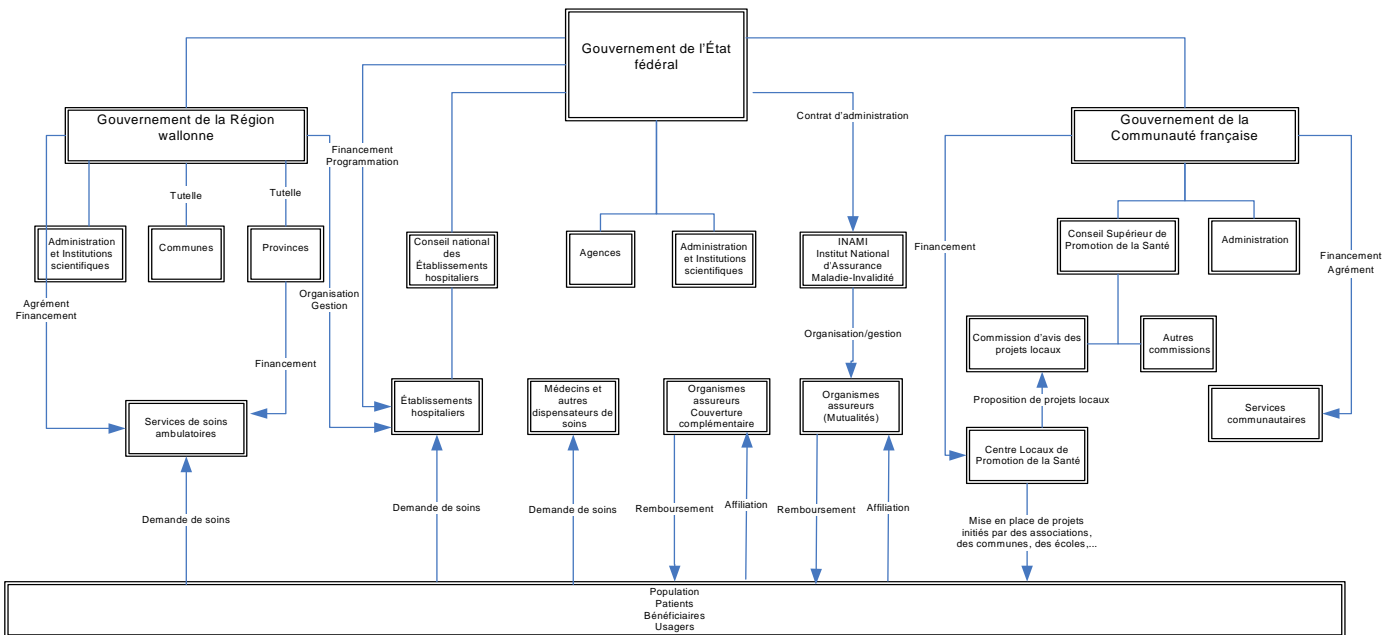 Gouvernement de l'État
fédéral
Gouvernement de la Région
wallonne
Contrat d'administration
Gouvernement de la
Communauté française
Financement
Programmation
Tutelle
Tutelle
Administration
et Institutions
scientifiques
Communes
Provinces
Conseil national
des
Établissements
hospitaliers
Agences
Administration
et Institutions
scientifiques
INAMI
Institut National
d'Assurance
Maladie-Invalidité
Financement
Conseil Supérieur de
Promotion de la Santé
Administration
Financement
Agrément
Agrément
Financement
Organisation
Gestion
Organisation/gestion
Commission d'avis des
projets locaux
Autres
commissions
Financement
Services de soins
ambulatoires
Établissements
hospitaliers
Médecins et
autres
dispensateurs de
soins
Organismes
assureurs
Couverture
complémentaire
Organismes
assureurs
(Mutualités)
Proposition de projets locaux
Services
communautaires
Centre Locaux de
Promotion de la Santé
Demande de soins
Demande de soins
Demande de soins
Remboursement
Affiliation
Remboursement
Affiliation
Mise en place de projets
initiés par des associations,
des communes, des écoles,...
Population
Patients
Bénéficiaires
Usagers